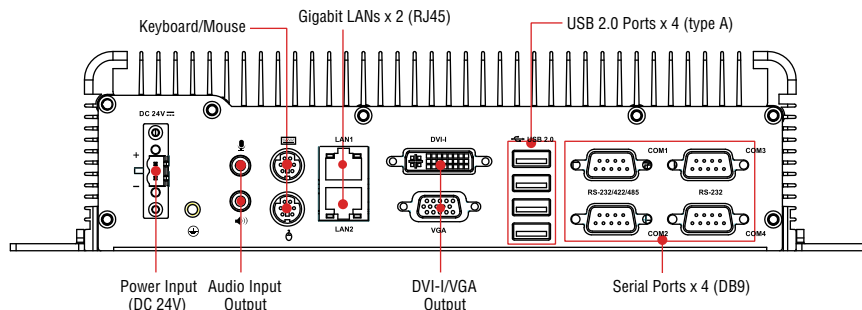 Gigabit LANs x 2 (RJ45)
Keyboard/Mouse
USB 2.0 Ports x 4 (type A)
DC 24V
LAN1
DVI-I
USB 2.0
COM1
COM3
+
−
RS-232/422/485
RS-232
LAN2
VGA
COM2
COM4
Power Input
(DC 24V)
Audio Input
Output
DVI-I/VGA
Output
Serial Ports x 4 (DB9)